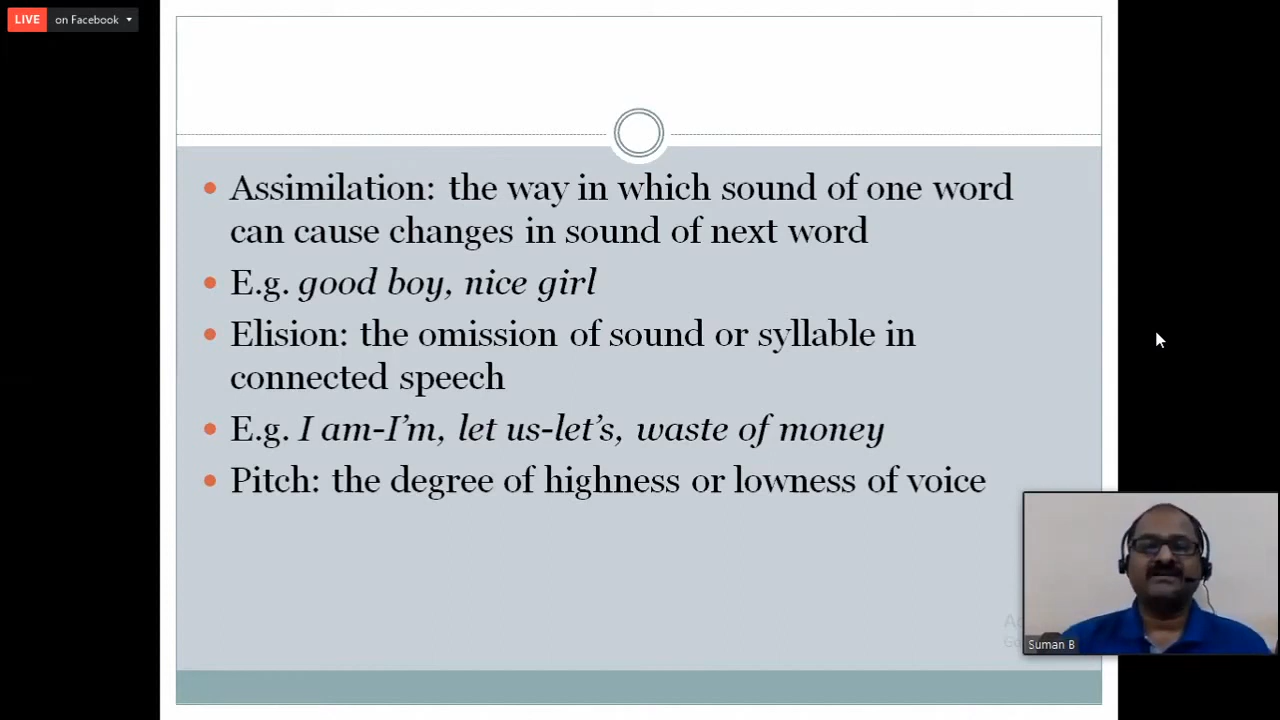 LIVE on Facebook
Assimilation: the way in which sound of one word
can cause changes in sound of next word
E.g. good boy, nice girl
Elision: the omission of sound or syllable in
connected speech
E.g. I am-I’m, let us-let’s, waste of money
Pitch: the degree of highness or lowness of voice
Suman B